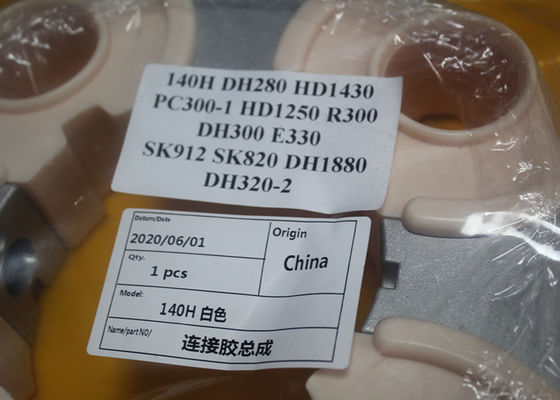 140H DH280 HD1430
PC300-1 HD1250 R300
DH300 E330
SK912 SK820 DH1880
DH320-2
Datum/Date
2020/06/01
Origin
China
Qty.
1 pcs
Model:
140H 白色
Name/part NO/
连接胶总成